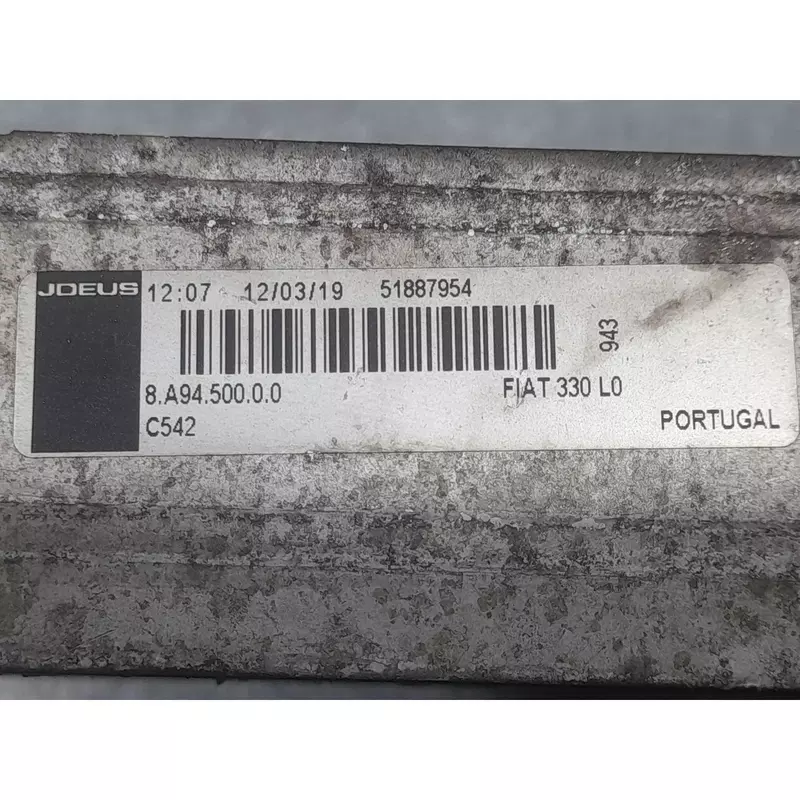 JDEUS 12:07 12/03/19 51887954
943
8.A94.500.0.0 FIAT 330 L0
C542 PORTUGAL